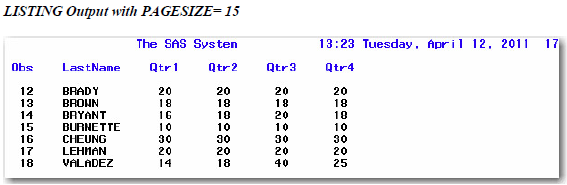 LISTING Output with PAGESIZE= 15
The SAS System 13:23 Tuesday, April 12, 2011 17
Obs LastName Qtr1 Qtr2 Qtr3 Qtr4
12 BRADY 20 20 20 20
13 BROWN 18 18 18 18
14 BRYANT 16 18 20 18
15 BURNETTE 10 10 10 10
16 CHEUNG 30 30 30 30
17 LEHMAN 20 20 20 20
18 VALADEZ 14 18 40 25